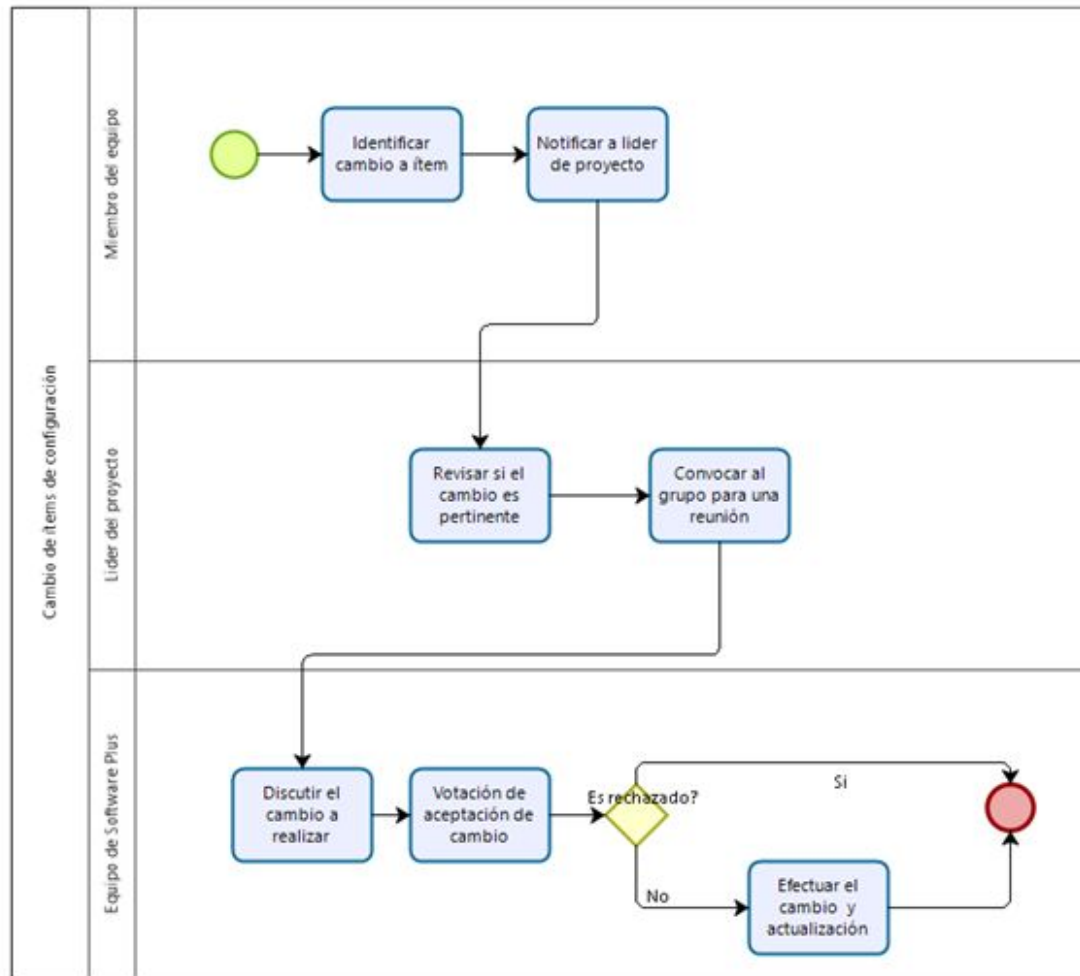 Cambio de ítems de configuración
Miembro del equipo
Identificar
cambio a ítem
Notificar a lider
de proyecto
Lider del proyecto
Revisar si el
cambio es
pertinente
Convocar al
grupo para una
reunión
Equipo de Software Plus
Discutir el
cambio a
realizar
Votación de
aceptación de
cambio
Es rechazado?
Si
No
Efectuar el
cambio y
actualización